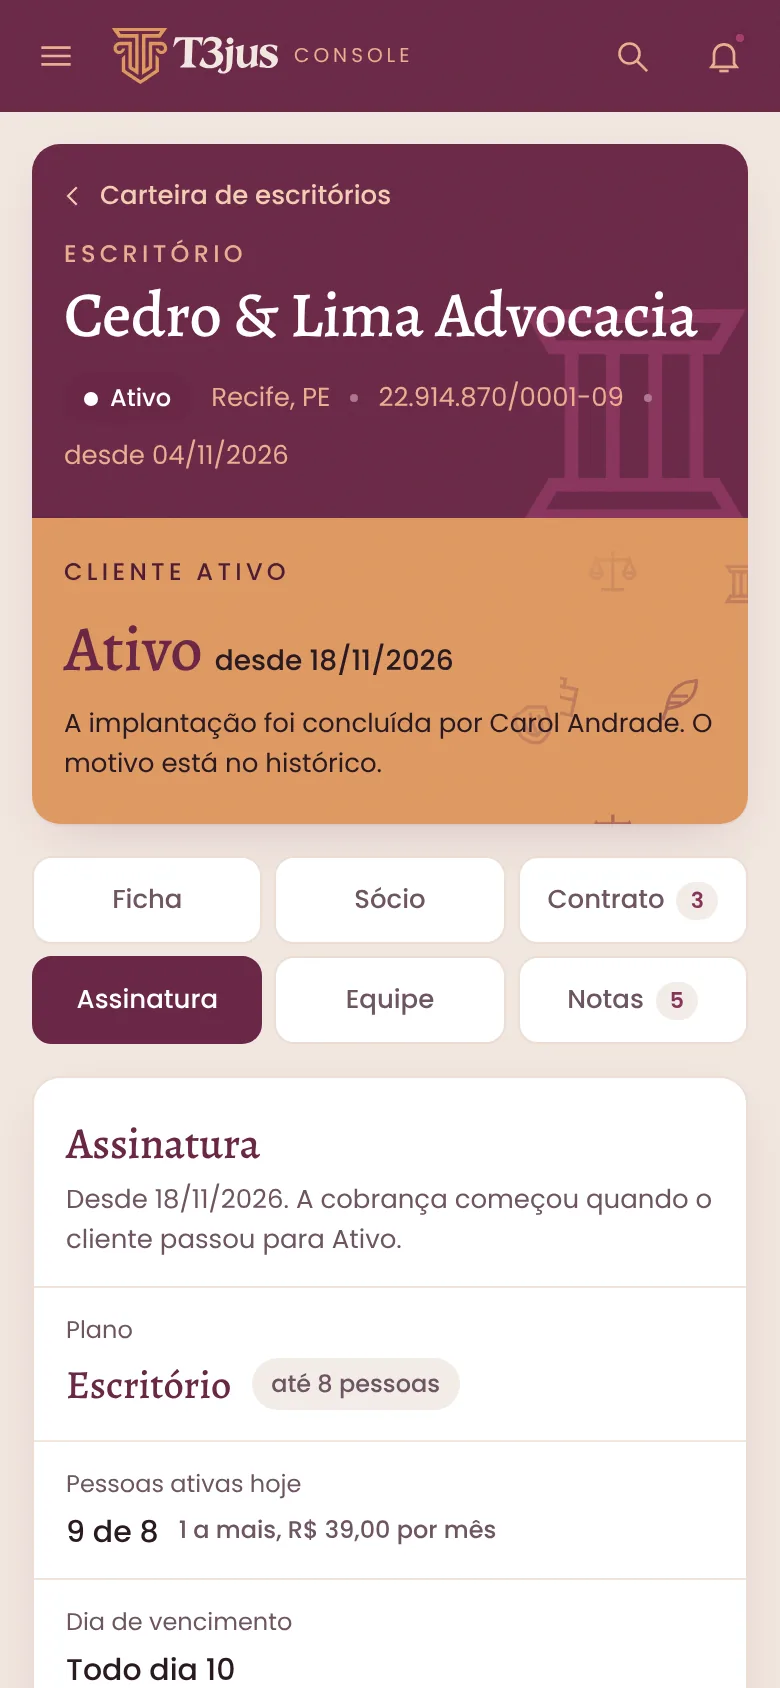 T3jus CONSOLE
Carteira de escritórios
ESCRITÓRIO
Cedro & Lima Advocacia
Ativo Recife, PE • 22.914.870/0001-09 •
desde 04/11/2026
CLIENTE ATIVO
Ativo desde 18/11/2026
A implantação foi concluída por Carol Andrade. O
motivo está no histórico.
Ficha
Sócio
Contrato 3
Assinatura
Equipe
Notas 5
Assinatura
Desde 18/11/2026. A cobrança começou quando o
cliente passou para Ativo.
Plano
Escritório até 8 pessoas
Pessoas ativas hoje
9 de 8 1 a mais, R$ 39,00 por mês
Dia de vencimento
Todo dia 10